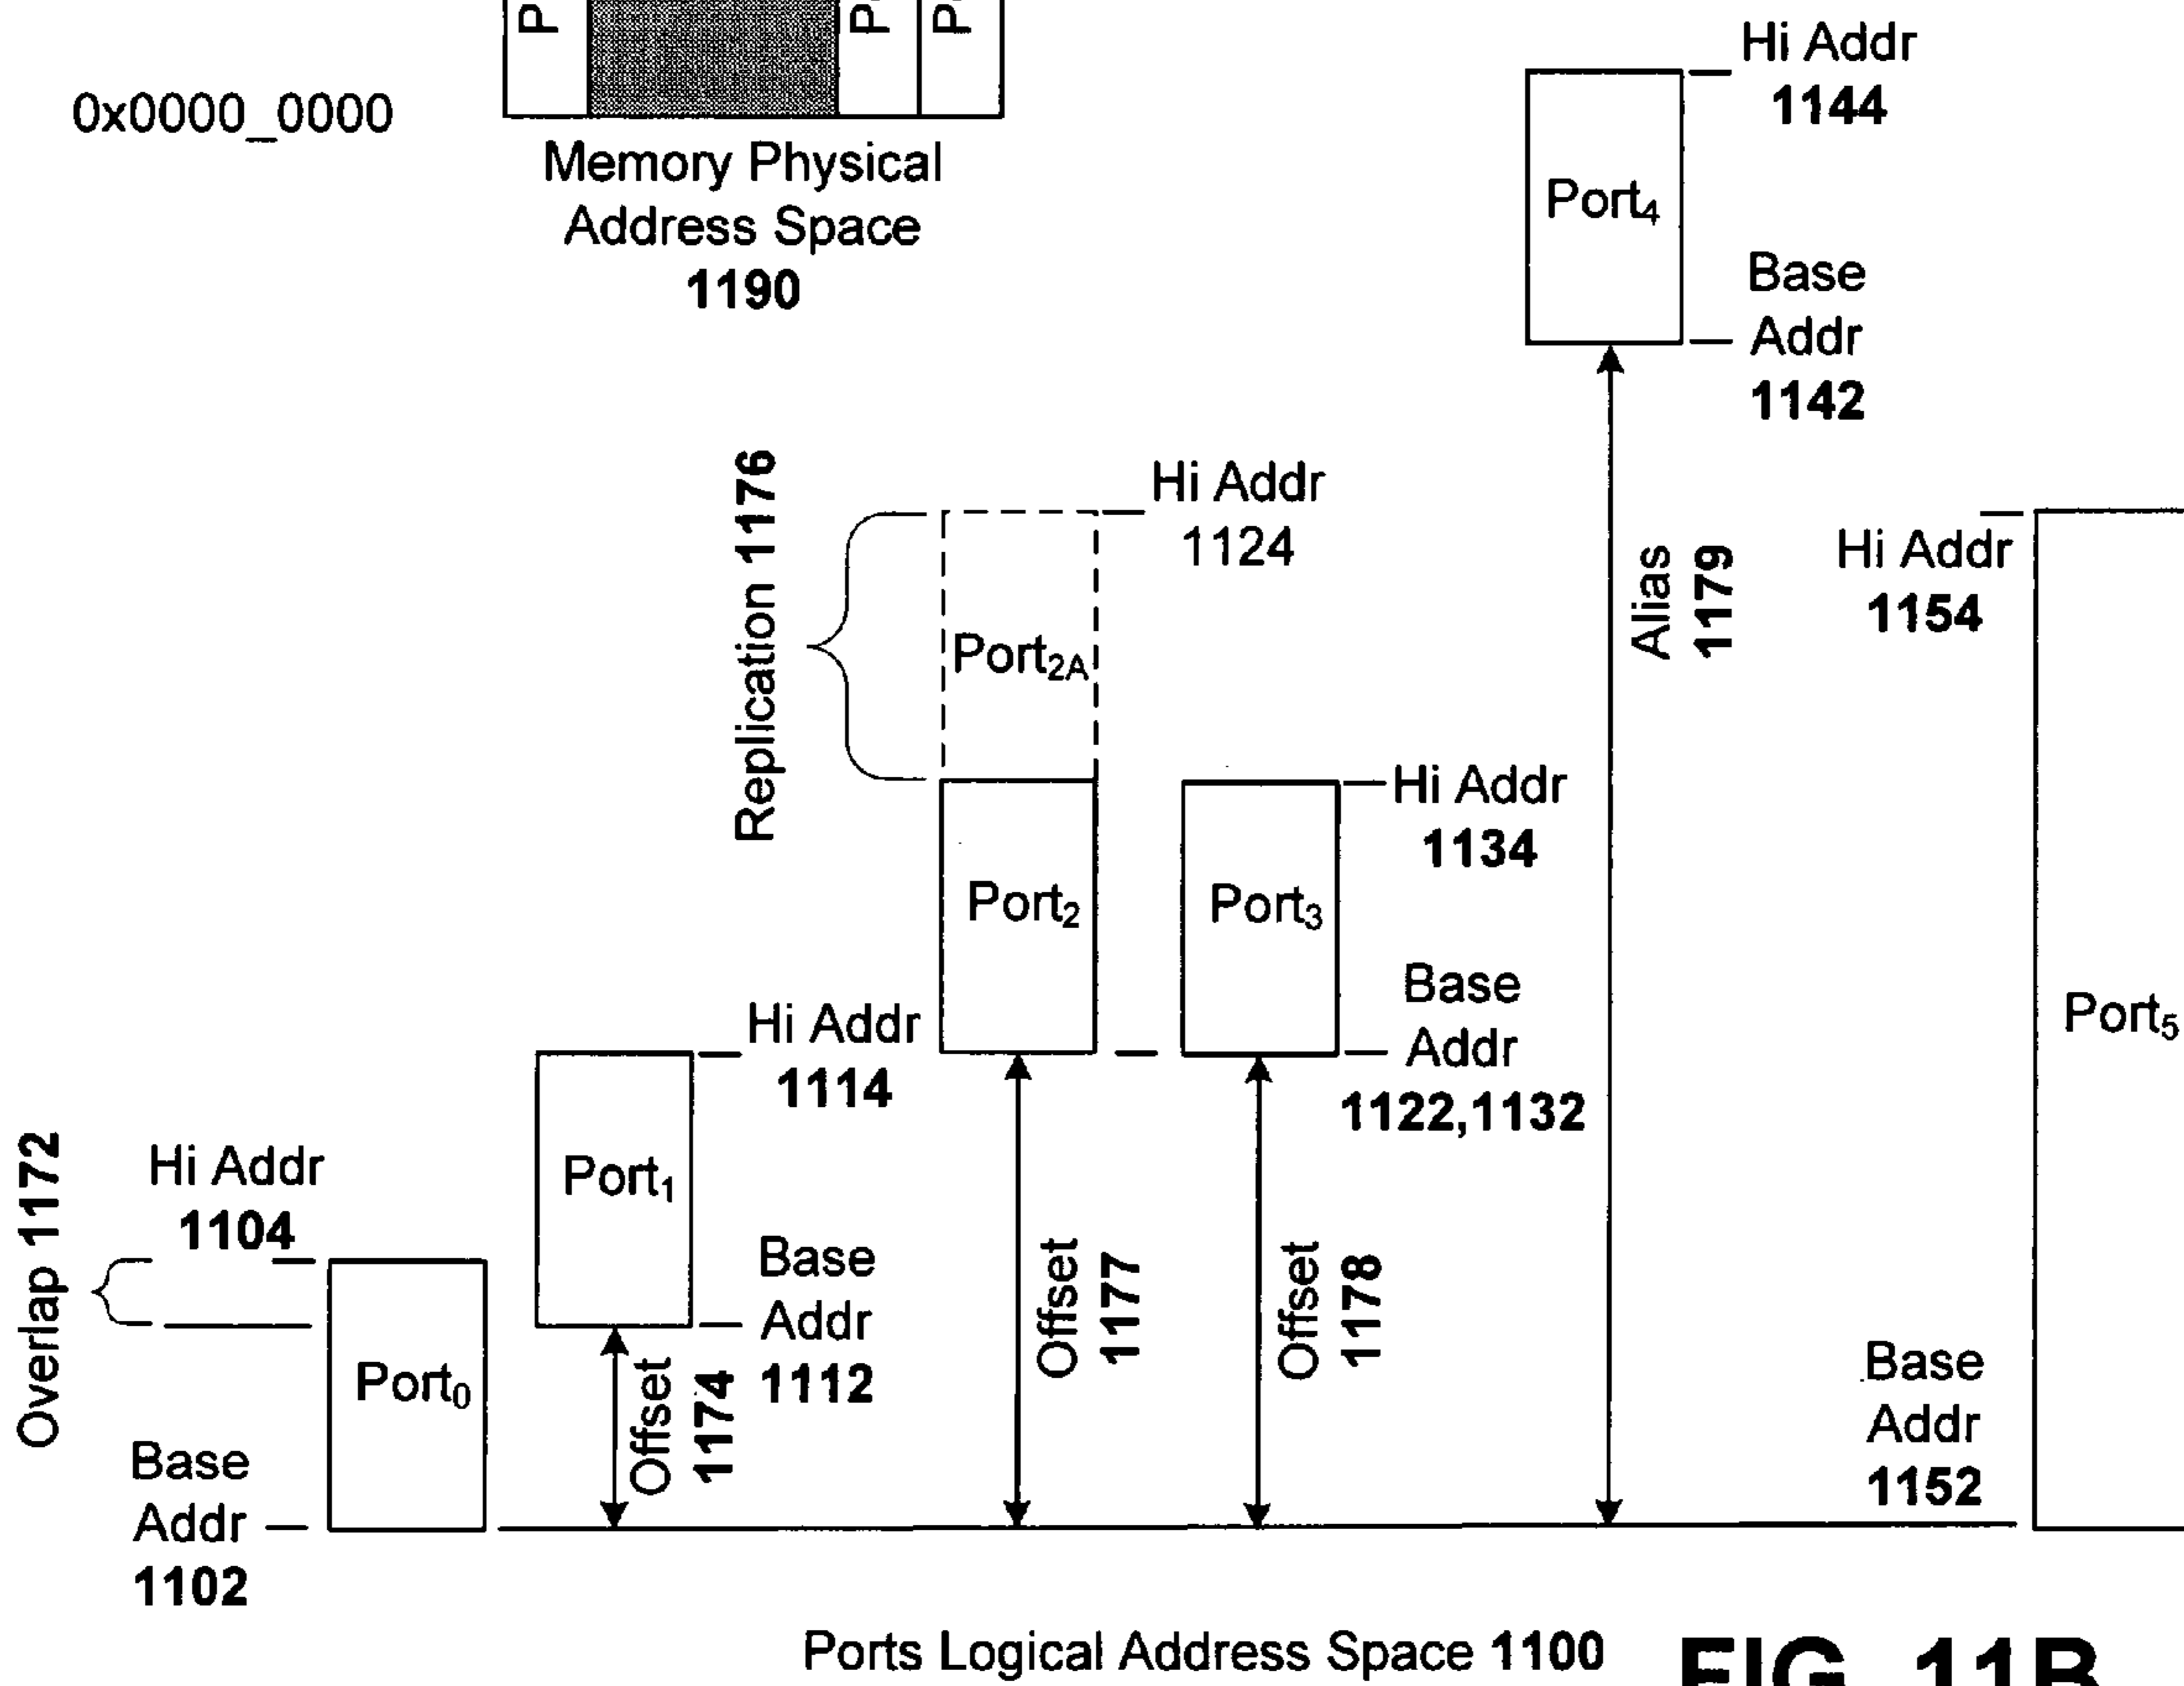 P P P
0x0000_0000
Memory Physical
Address Space
1190
Hi Addr
1144
Port4
Base
Addr
1142
Replication 1176
Hi Addr
1124
Port2A
Alias
1179
Hi Addr
1154
Port2
Port3
Hi Addr
1134
Base
Addr
1122,1132
Port5
Hi Addr
1114
Port1
Base
Addr
1112
Overlap 1172
Hi Addr
1104
Port0
Base
Addr
1102
Offset
1174
Offset
1177
Offset
1178
Base
Addr
1152
Ports Logical Address Space 1100
FIG. 11B